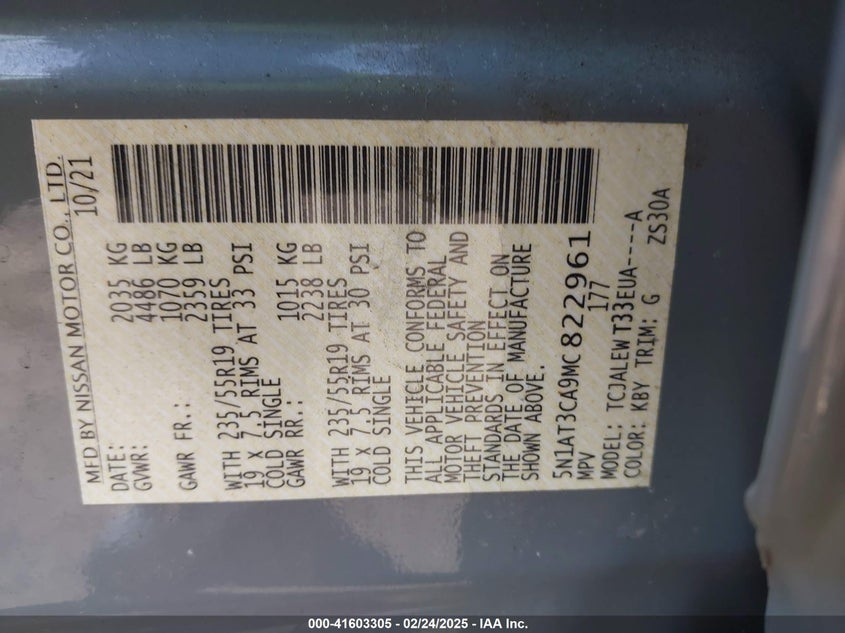 MFD BY NISSAN MOTOR CO., LTD.
DATE: 10/21
GVWR: 2035 KG
4486 LB
GAWR FR.: 1070 KG
2359 LB
WITH 235/55R19 TIRES
19 X 7.5 RIMS AT 33 PSI
COLD SINGLE
GAWR RR.: 1015 KG
2238 LB
WITH 235/55R19 TIRES
19 X 7.5 RIMS AT 30 PSI
COLD SINGLE
THIS VEHICLE CONFORMS TO
ALL APPLICABLE FEDERAL
MOTOR VEHICLE SAFETY AND
THEFT PREVENTION
STANDARDS IN EFFECT ON
THE DATE OF MANUFACTURE
SHOWN ABOVE.
5N1AT3CA9MC822961
MPV 177
MODEL: TCJALEWT33EUA----A
COLOR: KBY TRIM: G ZS30A
000-41603305 - 02/24/2025 - IAA Inc.